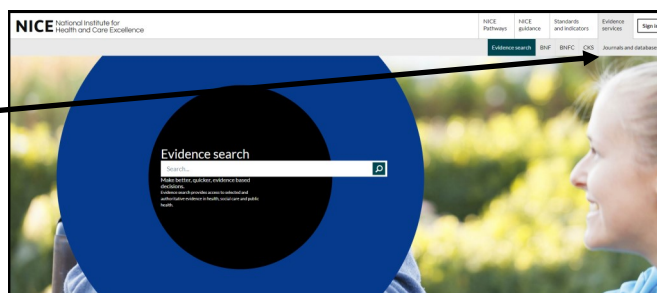 NICE National Institute for
Health and Care Excellence
NICE
Pathways
NICE
guidance
Standards
and indicators
Evidence
services
Sign in
Evidence search BNF BNFC CKS Journals and databases
Evidence search
Search...
Make better, quicker, evidence based
decisions.
Evidence search provides access to selected and
authoritative evidence in health, social care and public
health.